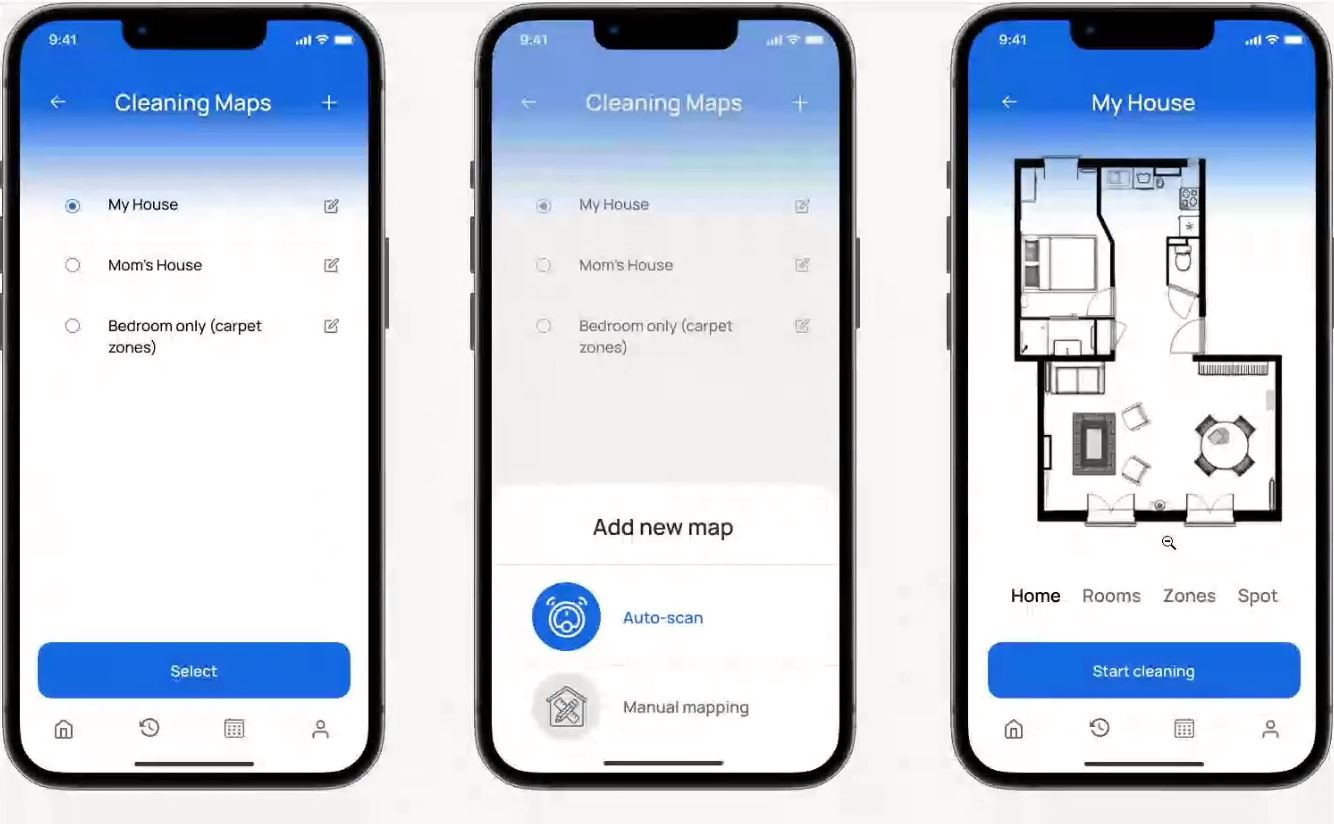 9:41
Cleaning Maps
My House
Mom's House
Bedroom only (carpet
zones)
Select
9:41
Cleaning Maps
My House
Mom's House
Bedroom only (carpet
zones)
Add new map
Auto-scan
Manual mapping
9:41
My House
Home Rooms Zones Spot
Start cleaning